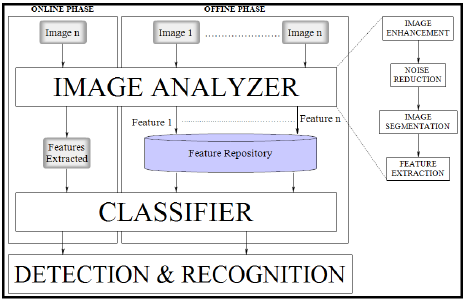 ONLINE PHASE
OFFINE PHASE
Image n
Image 1
Image n
IMAGE
ENHANCEMENT
IMAGE ANALYZER
NOISE
REDUCTION
Feature 1
Feature n
IMAGE
SEGMENTATION
Features
Extracted
Feature Repository
FEATURE
EXTRACTION
CLASSIFIER
DETECTION & RECOGNITION